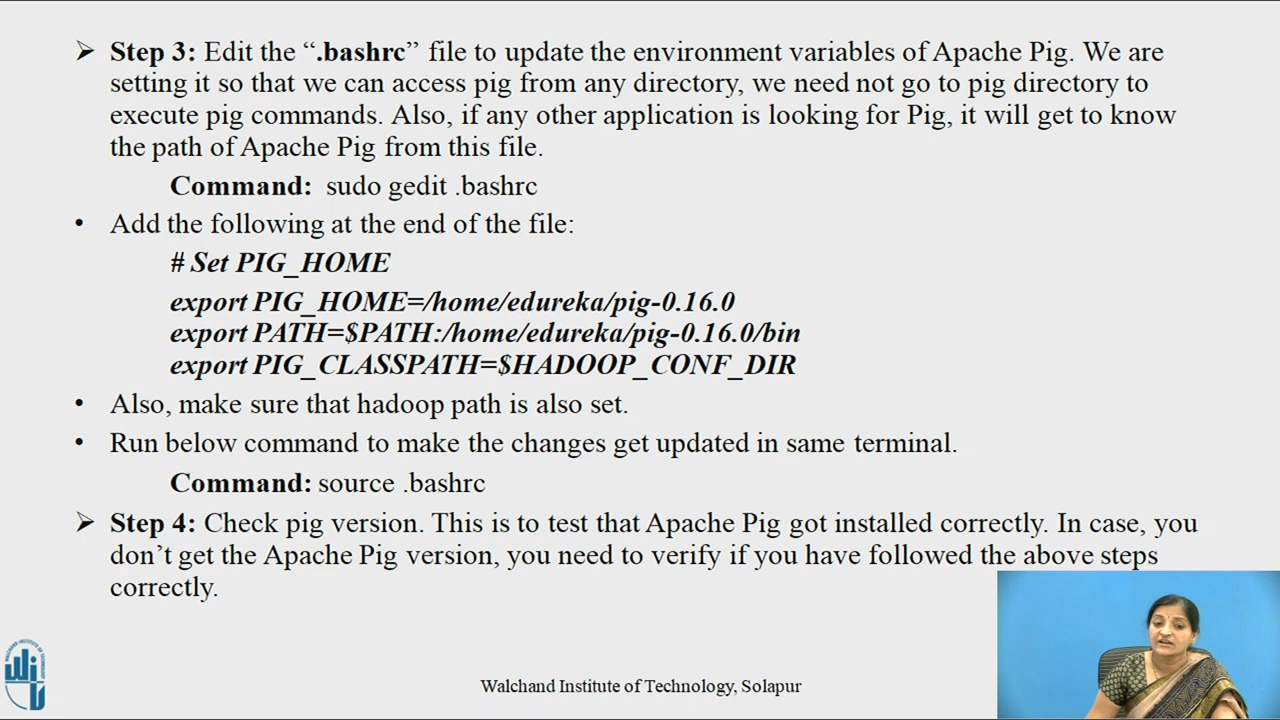 ➢ Step 3: Edit the “.bashrc” file to update the environment variables of Apache Pig. We are
setting it so that we can access pig from any directory, we need not go to pig directory to
execute pig commands. Also, if any other application is looking for Pig, it will get to know
the path of Apache Pig from this file.
Command: sudo gedit .bashrc
• Add the following at the end of the file:
# Set PIG_HOME
export PIG_HOME=/home/edureka/pig-0.16.0
export PATH=$PATH:/home/edureka/pig-0.16.0/bin
export PIG_CLASSPATH=$HADOOP_CONF_DIR
• Also, make sure that hadoop path is also set.
• Run below command to make the changes get updated in same terminal.
Command: source .bashrc
➢ Step 4: Check pig version. This is to test that Apache Pig got installed correctly. In case, you
don’t get the Apache Pig version, you need to verify if you have followed the above steps
correctly.
Walchand Institute of Technology, Solapur